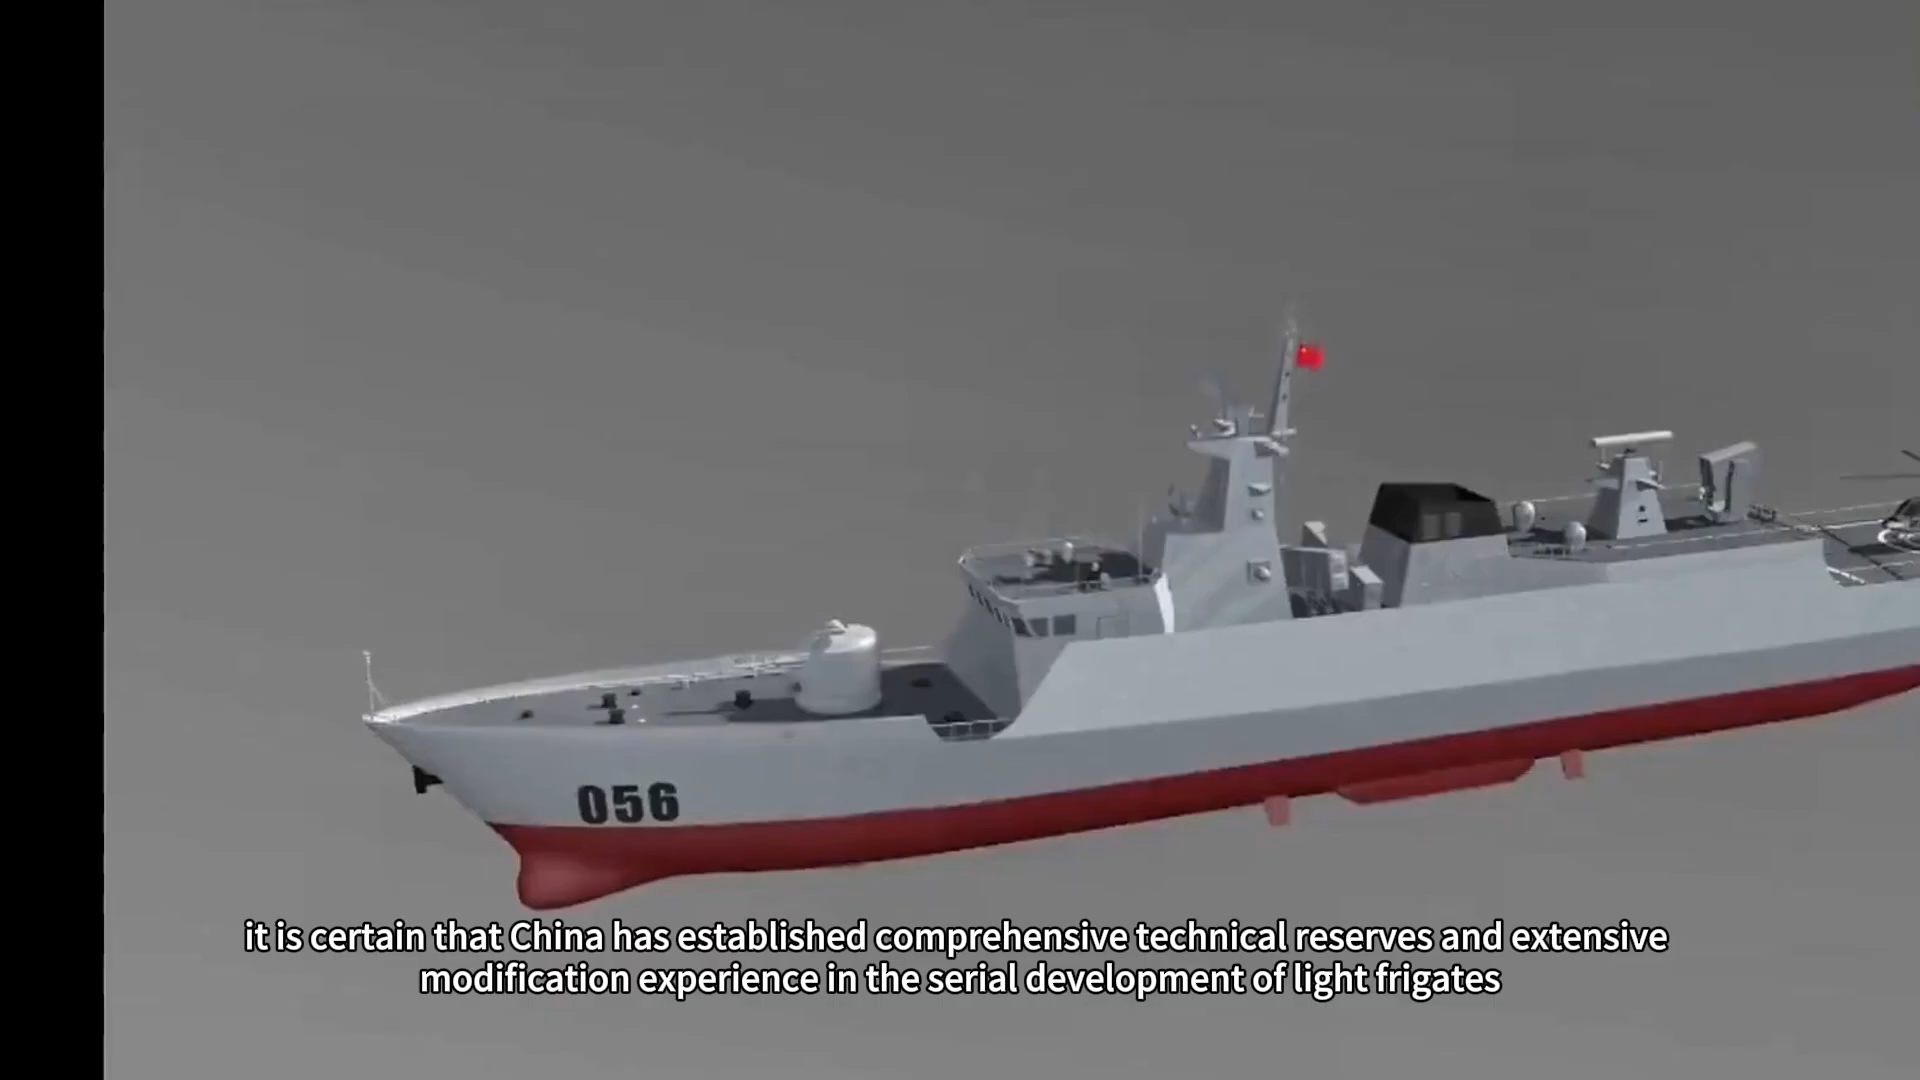 056
it is certain that China has established comprehensive technical reserves and extensive
modification experience in the serial development of light frigates